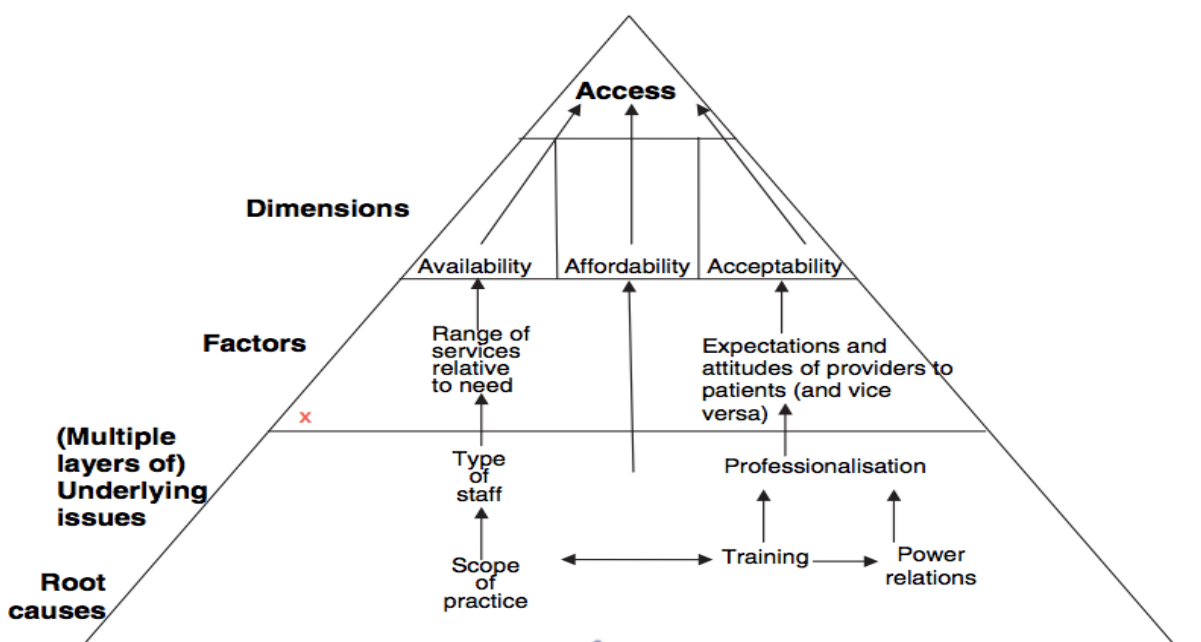 Access
Dimensions
Availability
Affordability
Acceptability
Factors
Range of
services
relative
to need
Expectations and
attitudes of providers to
patients (and vice
versa)
x
(Multiple
layers of)
Underlying
issues
Type
of
staff
Professionalisation
Root
causes
Scope
of
practice
Training
Power
relations